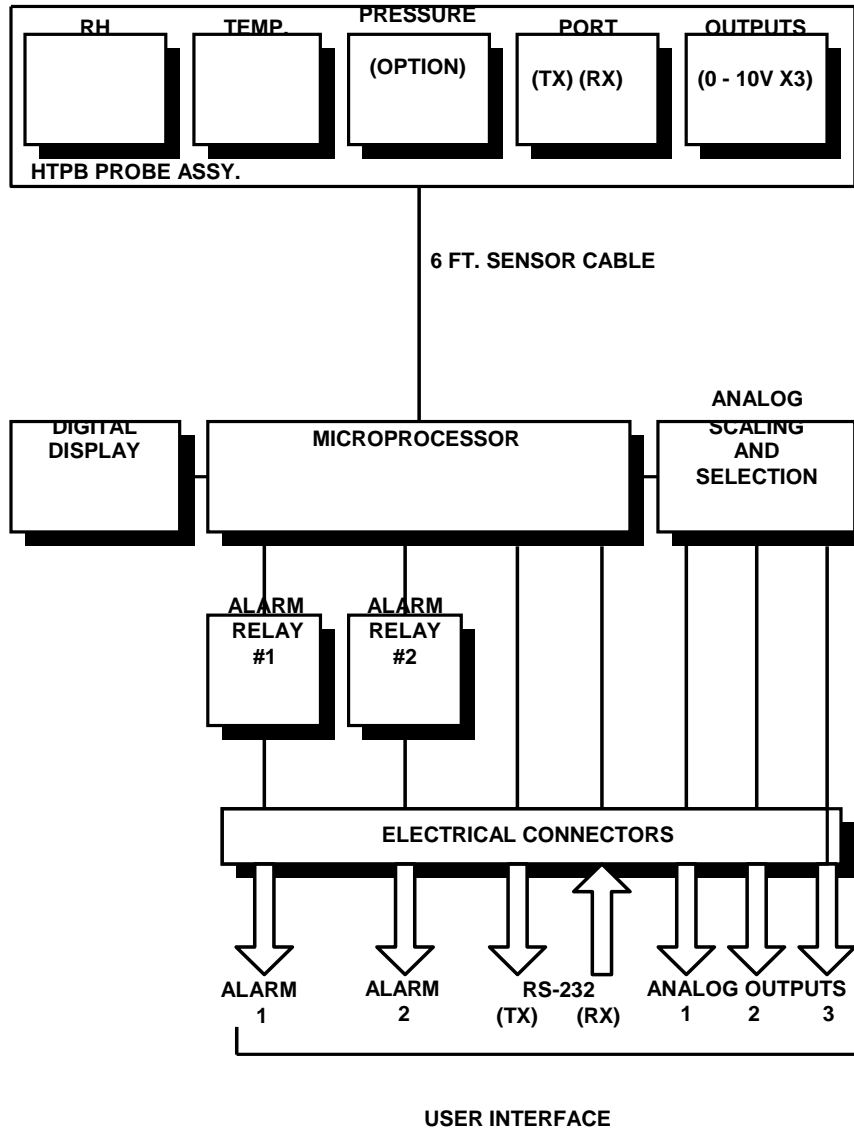 PRESSURE
RH TEMP. PORT OUTPUTS
(OPTION) (TX) (RX) (0 - 10V X3)
HTPB PROBE ASSY.
6 FT. SENSOR CABLE
ANALOG
DIGITAL
DISPLAY
MICROPROCESSOR
SCALING
AND
SELECTION
ALARM
RELAY
#1
ALARM
RELAY
#2
ELECTRICAL CONNECTORS
ALARM
1
ALARM
2
RS-232
(TX) (RX)
ANALOG OUTPUTS
1 2 3
USER INTERFACE